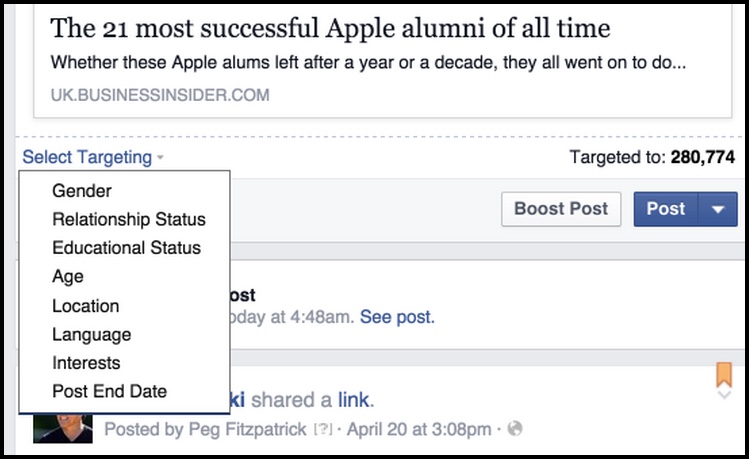 The 21 most successful Apple alumni of all time
Whether these Apple alums left after a year or a decade, they all went on to do...
UK.BUSINESSINSIDER.COM
Select Targeting
Targeted to: 280,774
Gender
Relationship Status
Educational Status
Age
Location
Language
Interests
Post End Date
Boost Post
Post
ost
oday at 4:48am. See post.
ki shared a link.
Posted by Peg Fitzpatrick [?] · April 20 at 3:08pm ·